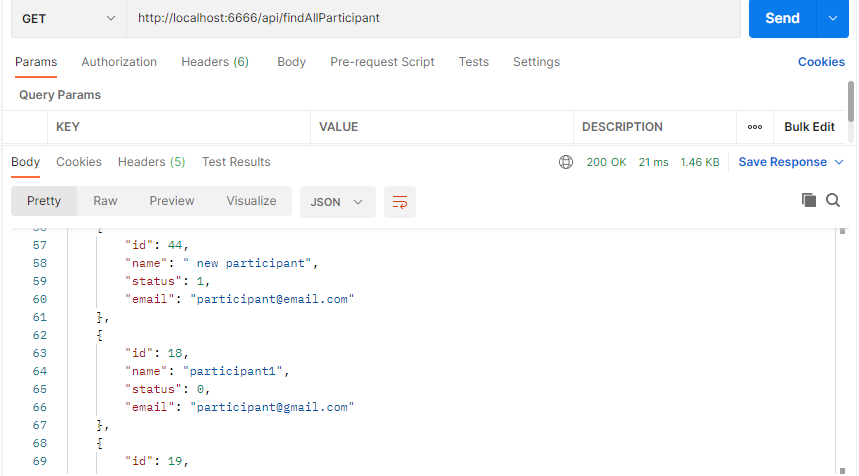 GET http://localhost:6666/api/findAllParticipant Send
Params Authorization Headers (6) Body Pre-request Script Tests Settings Cookies
Query Params
KEY VALUE DESCRIPTION ooo Bulk Edit
Body Cookies Headers (5) Test Results 200 OK 21 ms 1.46 KB Save Response
Pretty Raw Preview Visualize JSON
56 {
57 "id": 44,
58 "name": " new participant",
59 "status": 1,
60 "email": "participant@email.com"
61 },
62 {
63 "id": 18,
64 "name": "participant1",
65 "status": 0,
66 "email": "participant@gmail.com"
67 },
68 {
69 "id": 19,